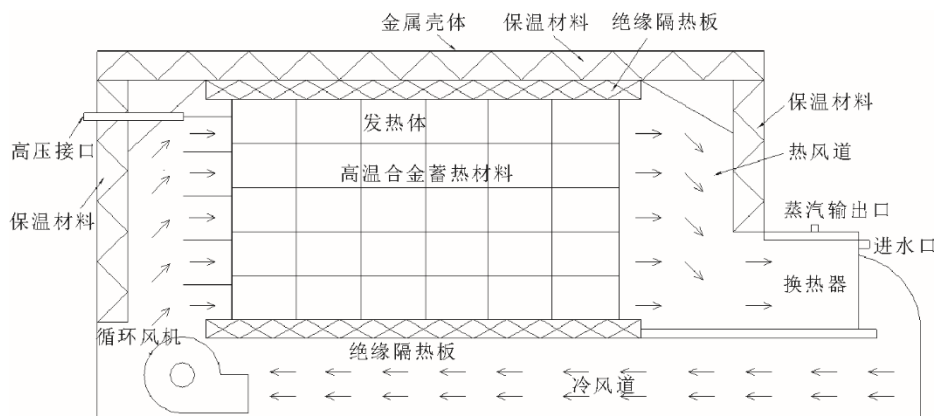 金属壳体
保温材料
绝缘隔热板
保温材料
发热体
高压接口
热风道
高温合金蓄热材料
保温材料
蒸汽输出口
进水口
换热器
循环风机
绝缘隔热板
冷风道